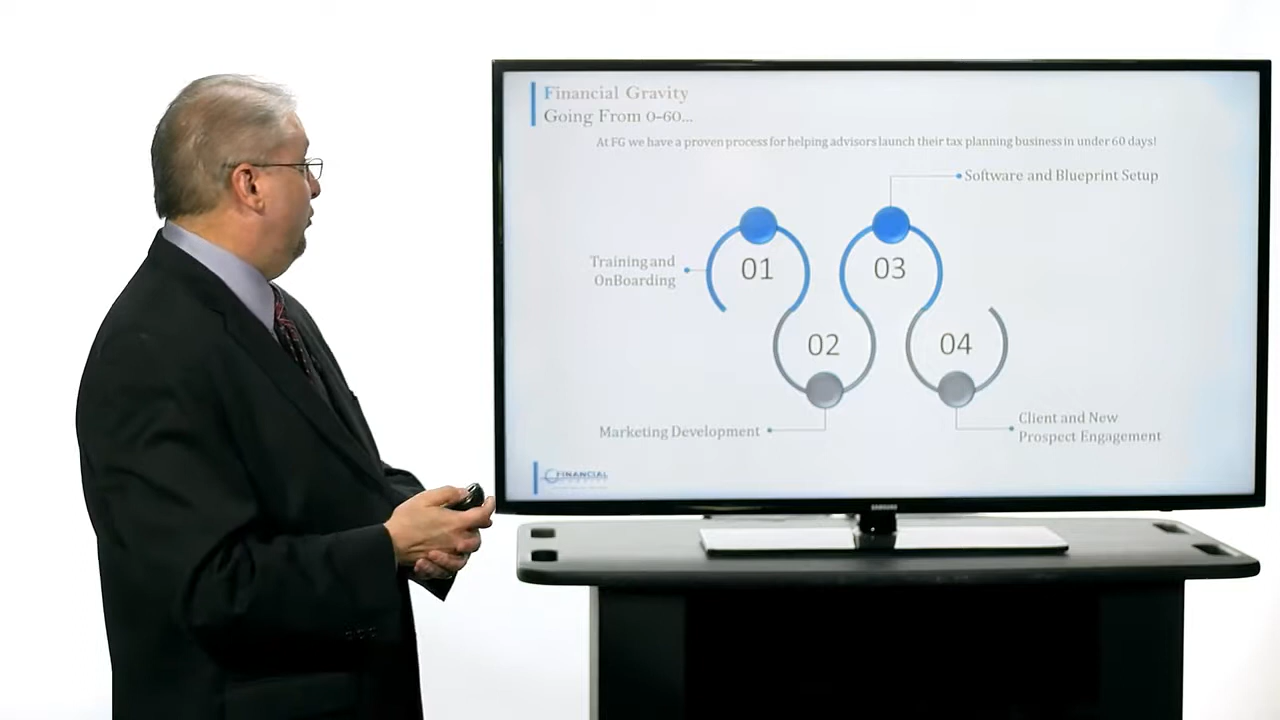 Financial Gravity
Going From 0-60...
At FG we have a proven process for helping advisors launch their tax planning business in under 60 days!
Software and Blueprint Setup
Training and
OnBoarding
01
03
02
04
Marketing Development
Client and New
Prospect Engagement
FINANCIAL
SAMSUNG